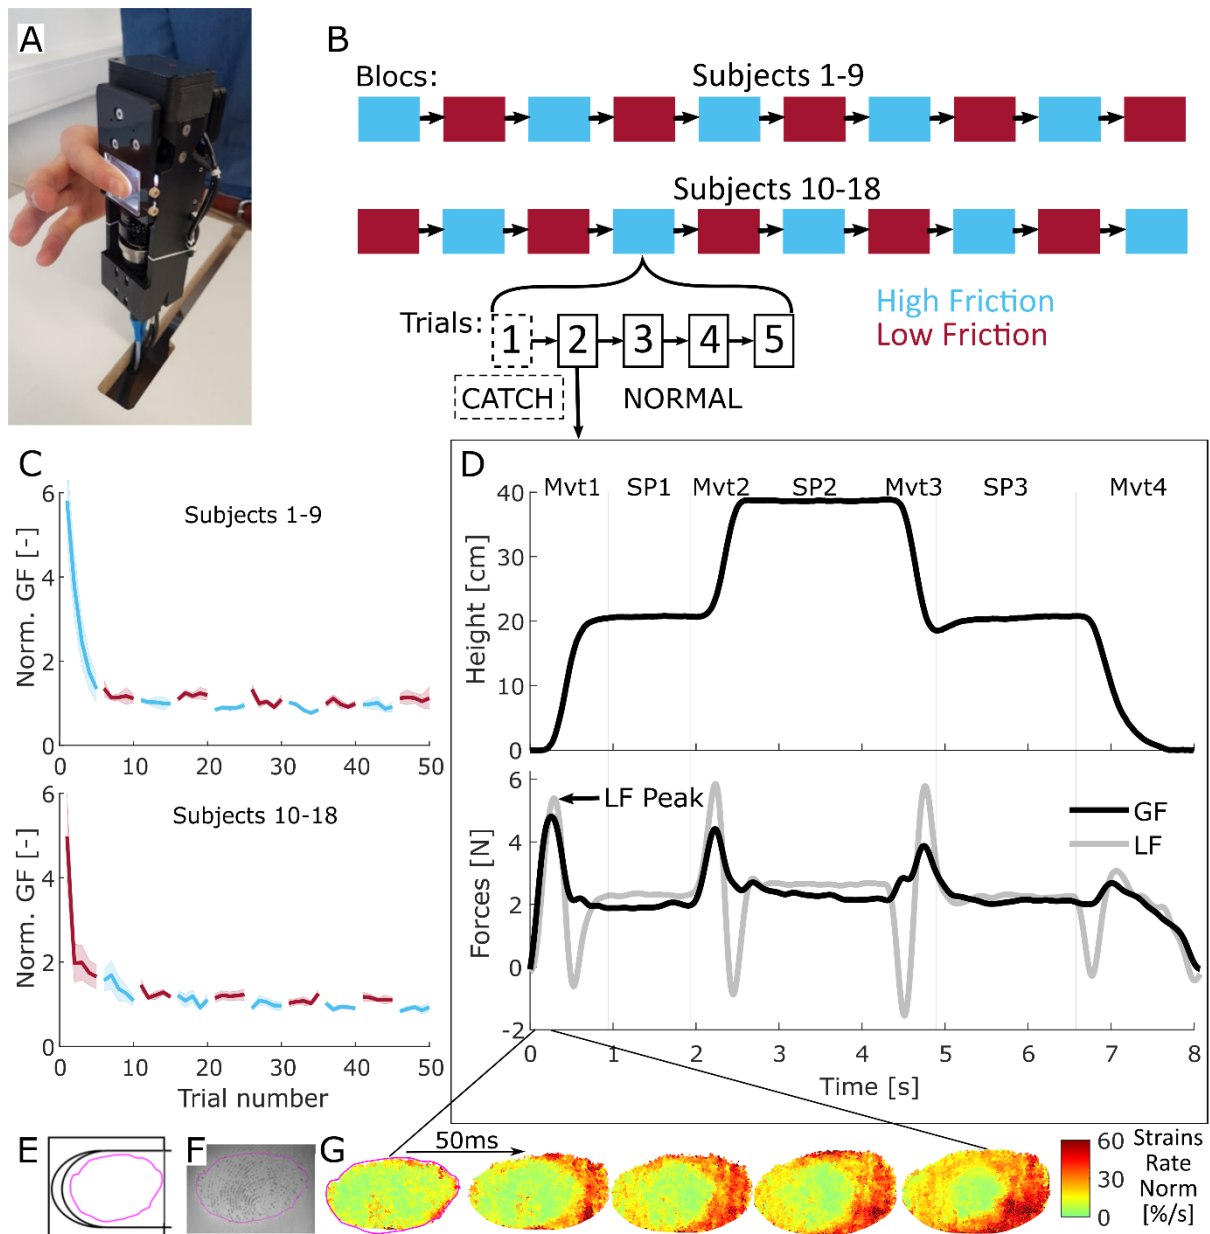 A
B
Blocs:
Subjects 1-9
Subjects 10-18
High Friction
Low Friction
Trials:
1
2
3
4
5
CATCH
NORMAL
C
Norm. GF [-]
6
4
2
0
Subjects 1-9
0
10
20
30
40
50
Norm. GF [-]
6
4
2
0
Subjects 10-18
0
10
20
30
40
50
Trial number
D
Mvt1
SP1
Mvt2
SP2
Mvt3
SP3
Mvt4
Height [cm]
40
30
20
10
0
Forces [N]
6
4
2
0
-2
LF Peak
GF
LF
0
1
2
3
4
5
6
7
8
Time [s]
E
F
G
50ms
60
30
0
Strains
Rate
Norm
[%/s]